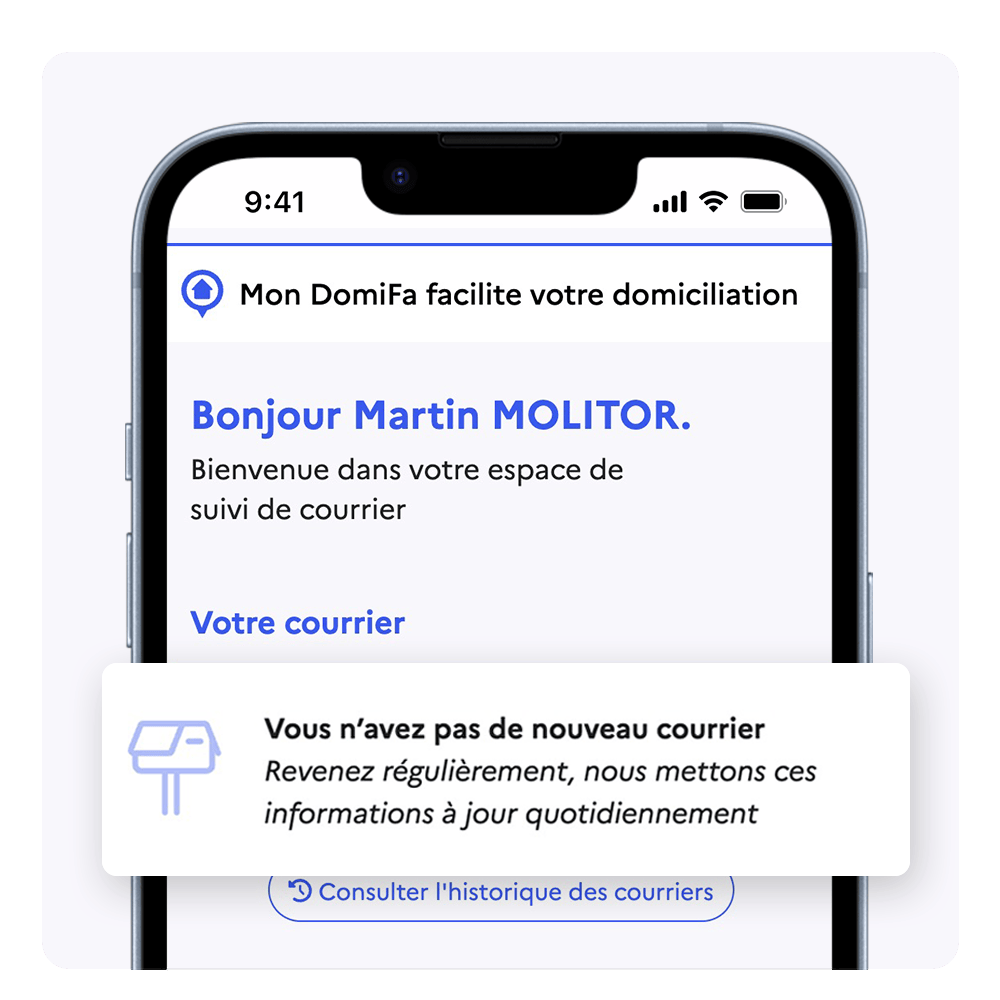 9:41
Mon DomiFa facilite votre domiciliation
Bonjour Martin MOLITOR.
Bienvenue dans votre espace de
suivi de courrier
Votre courrier
Vous n’avez pas de nouveau courrier
Revenez régulièrement, nous mettons ces
informations à jour quotidiennement
Consulter l'historique des courriers